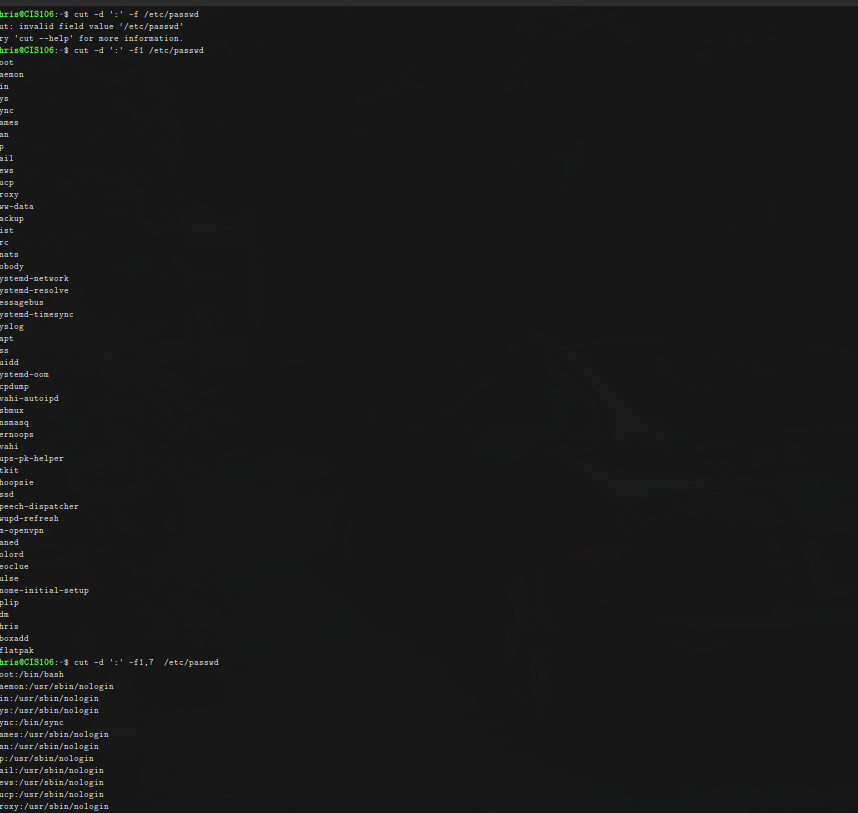 hris@CIS106:~$ cut -d ':' -f /etc/passwd
ut: invalid field value ‘/etc/passwd’
ry 'cut --help' for more information.
hris@CIS106:~$ cut -d ':' -f1 /etc/passwd
oot
aemon
in
ys
ync
ames
an
p
ail
ews
ucp
roxy
ww-data
ackup
ist
rc
nats
obody
ystemd-network
ystemd-resolve
essagebus
ystemd-timesync
yslog
apt
ss
uidd
ystemd-oom
cpdump
vahi-autoipd
sbmux
nsmasq
ernoops
vahi
ups-pk-helper
tkit
hoopsie
ssd
peech-dispatcher
wupd-refresh
m-openvpn
aned
olord
eoclue
ulse
nome-initial-setup
plip
dm
hris
boxadd
flatpak
hris@CIS106:~$ cut -d ':' -f1,7  /etc/passwd
oot:/bin/bash
aemon:/usr/sbin/nologin
in:/usr/sbin/nologin
ys:/usr/sbin/nologin
ync:/bin/sync
ames:/usr/sbin/nologin
an:/usr/sbin/nologin
p:/usr/sbin/nologin
ail:/usr/sbin/nologin
ews:/usr/sbin/nologin
ucp:/usr/sbin/nologin
roxy:/usr/sbin/nologin